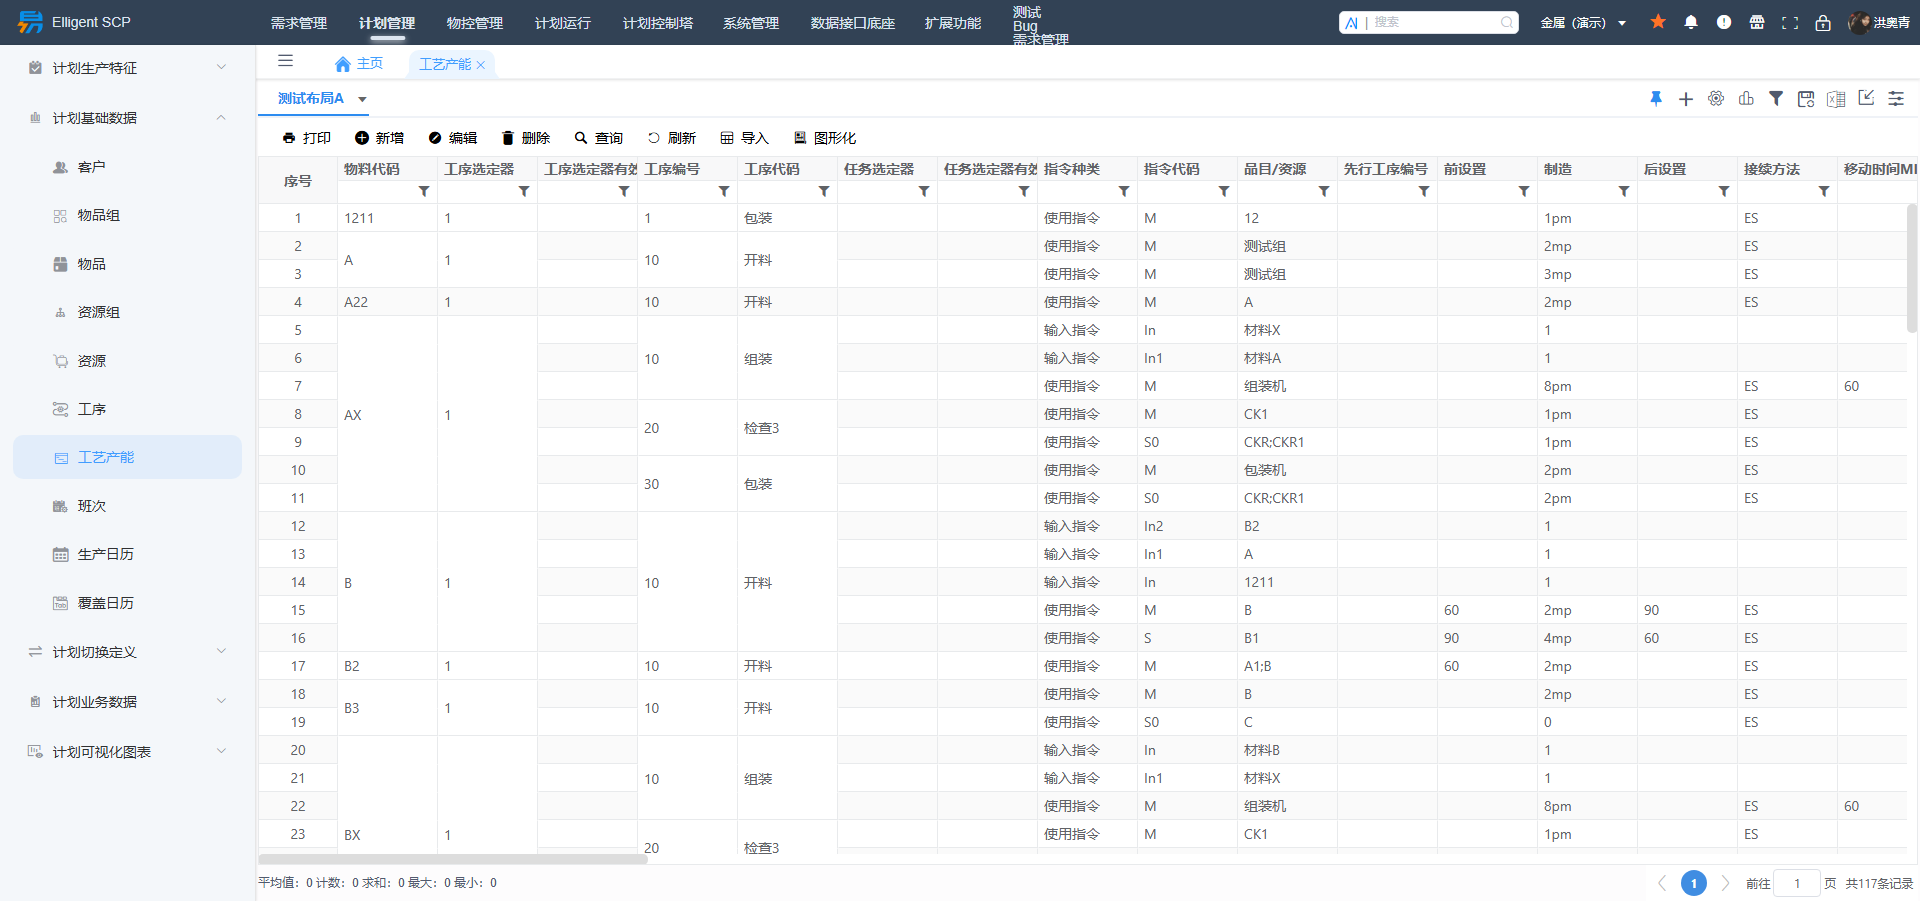 Elligent SCP
需求管理 计划管理 物控管理 计划运行 计划控制塔 系统管理 数据接口底座 扩展功能 测试
Bug
需求管理
AI | 搜索 金属（演示） 洪奥青
计划生产特征
计划基础数据
客户
物品组
物品
资源组
资源
工序
工艺产能
班次
生产日历
覆盖日历
计划切换定义
计划业务数据
计划可视化图表
主页 工艺产能
测试布局A
打印 新增 编辑 删除 查询 刷新 导入 图形化
序号 物料代码 工序选定器 工序选定器有效 工序编号 工序代码 任务选定器 任务选定器有效 指令种类 指令代码 品目/资源 先行工序编号 前设置 制造 后设置 接续方法 移动时间MI
1 1211 1 1 包装 使用指令 M 12 1pm ES
2 A 1 10 开料 使用指令 M 测试组 2mp ES
3 使用指令 M 测试组 3mp ES
4 A22 1 10 开料 使用指令 M A 2mp ES
5 AX 1 10 组装 输入指令 In 材料X 1
6 输入指令 In1 材料A 1
7 使用指令 M 组装机 8pm ES 60
8 20 检查3 使用指令 M CK1 1pm ES
9 使用指令 S0 CKR;CKR1 1pm ES
10 30 包装 使用指令 M 包装机 2pm ES
11 使用指令 S0 CKR;CKR1 2pm ES
12 B 1 10 开料 输入指令 In2 B2 1
13 输入指令 In1 A 1
14 输入指令 In 1211 1
15 使用指令 M B 60 2mp 90 ES
16 使用指令 S B1 90 4mp 60 ES
17 B2 1 10 开料 使用指令 M A1;B 60 2mp ES
18 B3 1 10 开料 使用指令 M B 2mp ES
19 使用指令 S0 C 0 ES
20 BX 1 10 组装 输入指令 In 材料B 1
21 输入指令 In1 材料X 1
22 使用指令 M 组装机 8pm ES 60
23 20 检查3 使用指令 M CK1 1pm ES
平均值：0 计数：0 求和：0 最大：0 最小：0
1 前往 1 页 共117条记录